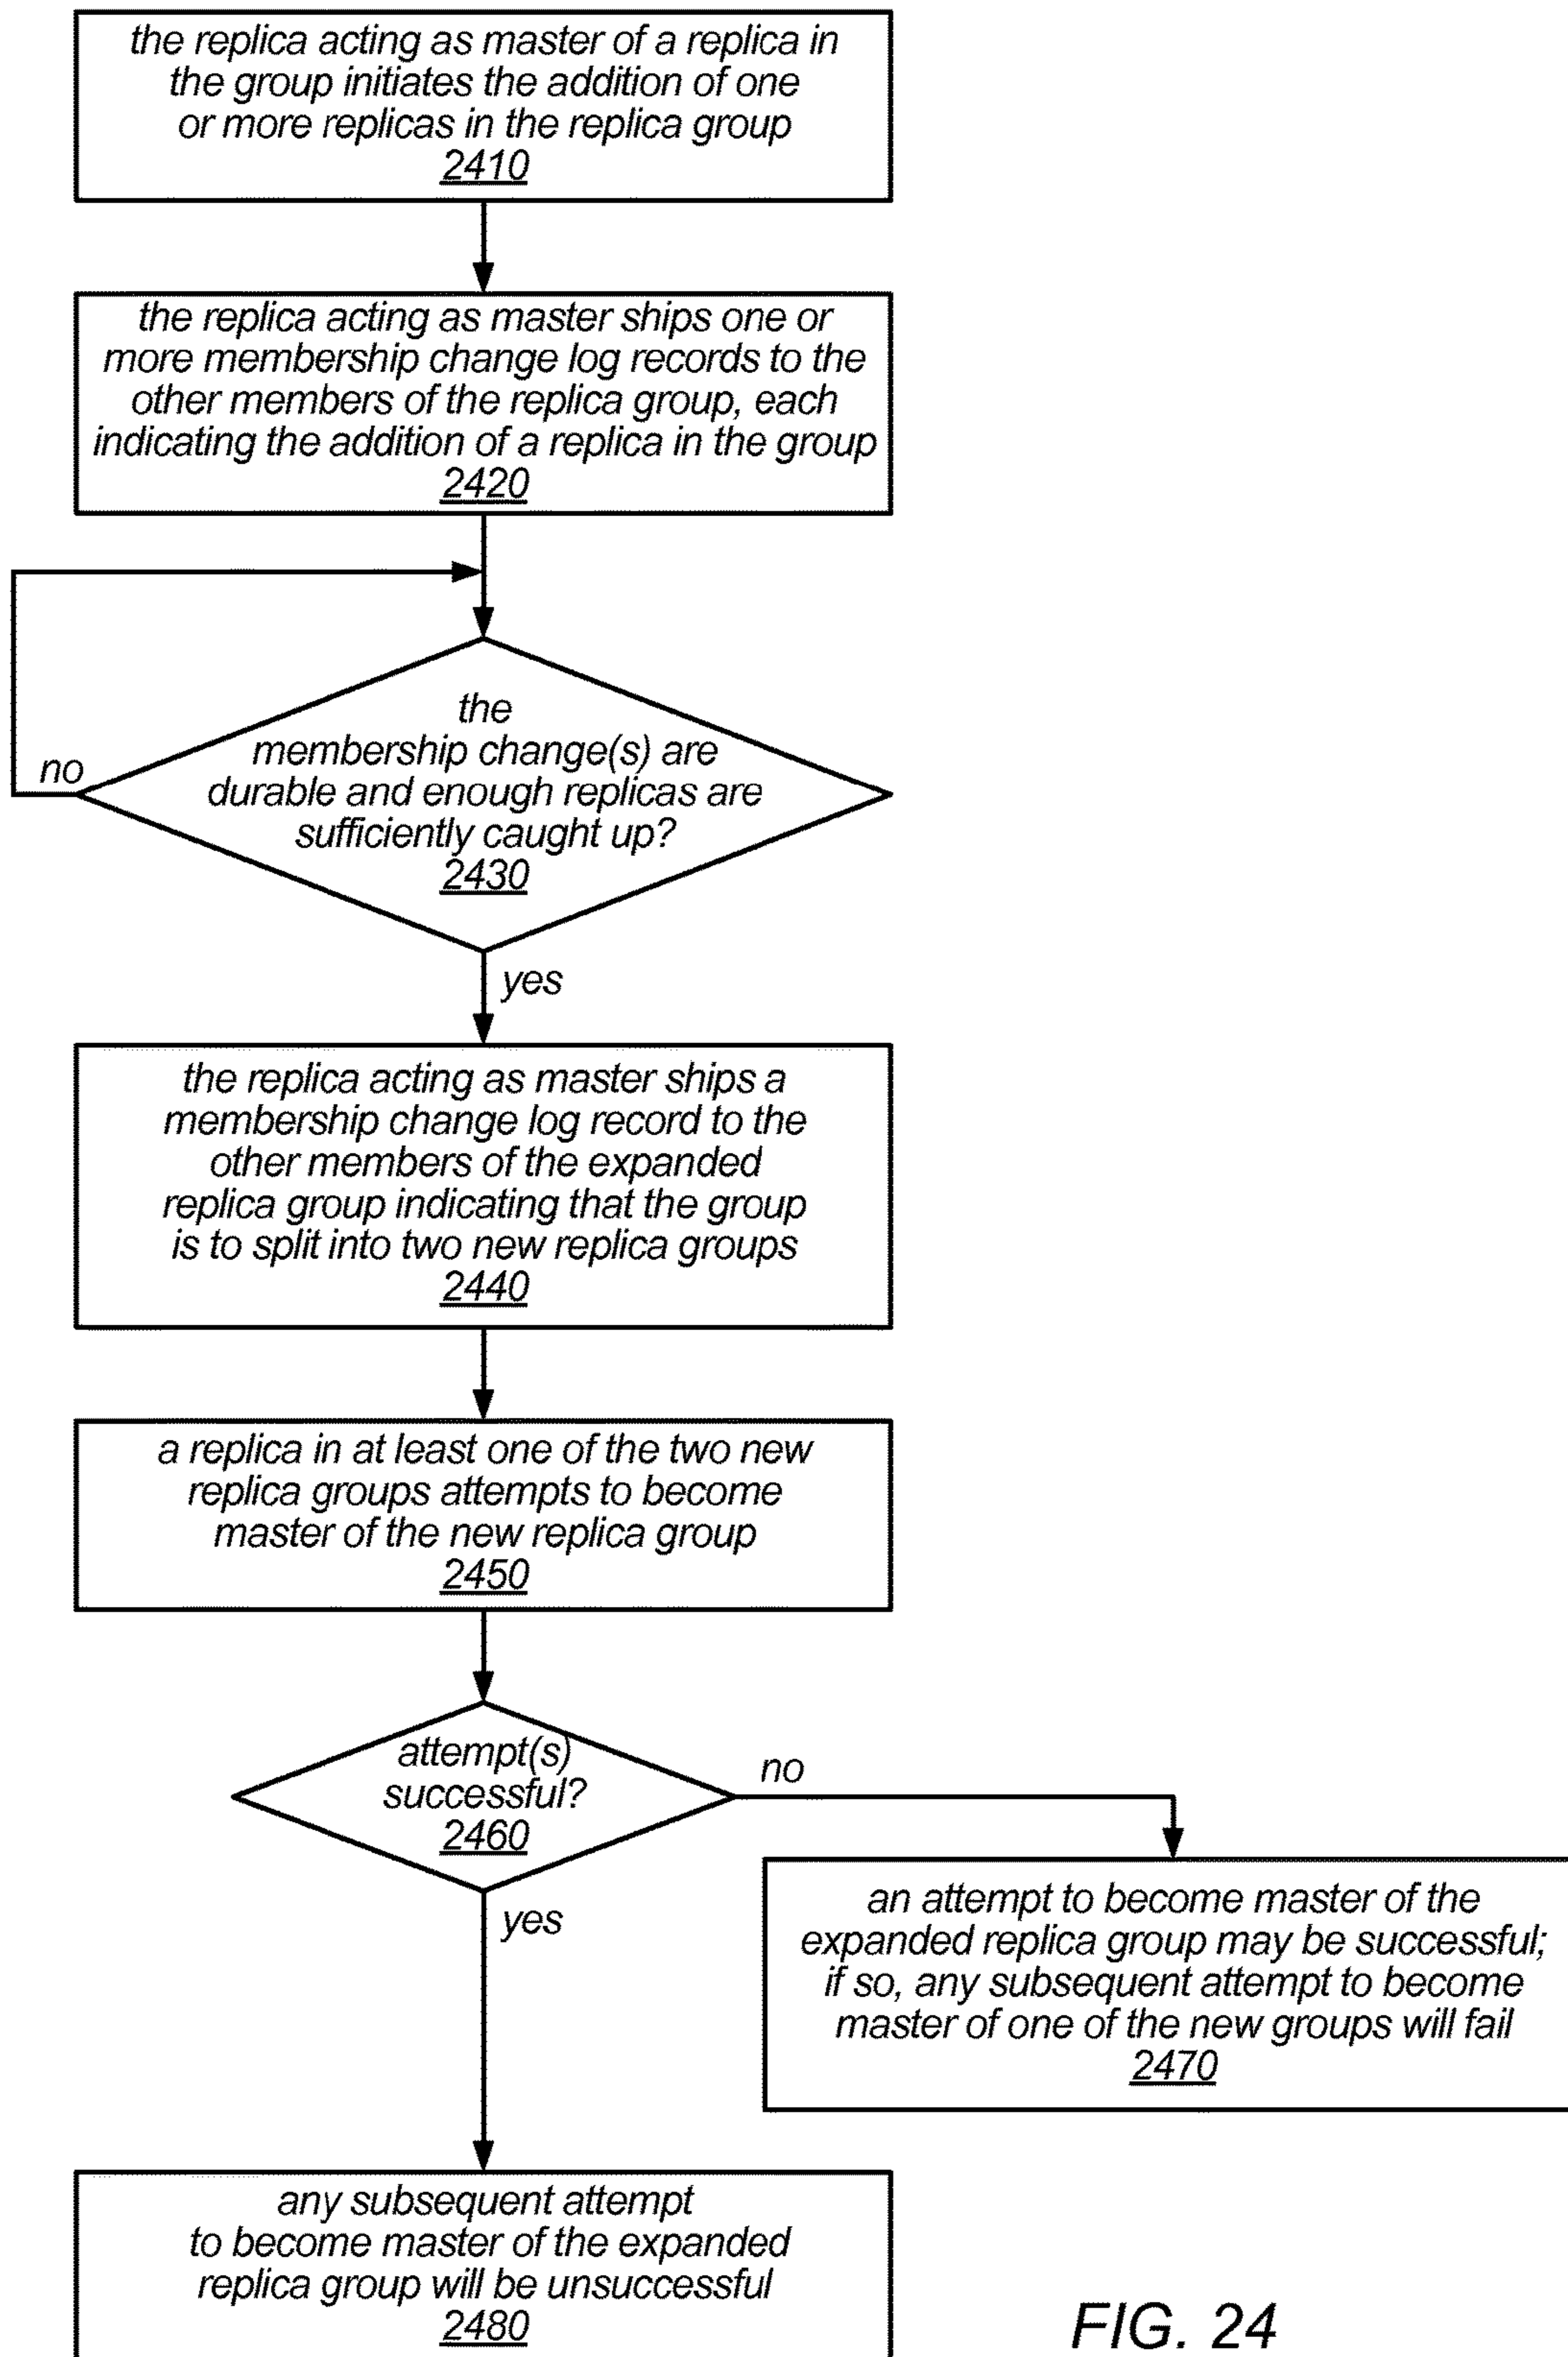 the replica acting as master of a replica in
the group initiates the addition of one
or more replicas in the replica group
2410
the replica acting as master ships one or
more membership change log records to the
other members of the replica group, each
indicating the addition of a replica in the group
2420
the
membership change(s) are
durable and enough replicas are
sufficiently caught up?
2430
no
yes
the replica acting as master ships a
membership change log record to the
other members of the expanded
replica group indicating that the group
is to split into two new replica groups
2440
a replica in at least one of the two new
replica groups attempts to become
master of the new replica group
2450
attempt(s)
successful?
2460
no
yes
an attempt to become master of the
expanded replica group may be successful;
if so, any subsequent attempt to become
master of one of the new groups will fail
2470
any subsequent attempt
to become master of the expanded
replica group will be unsuccessful
2480
FIG. 24